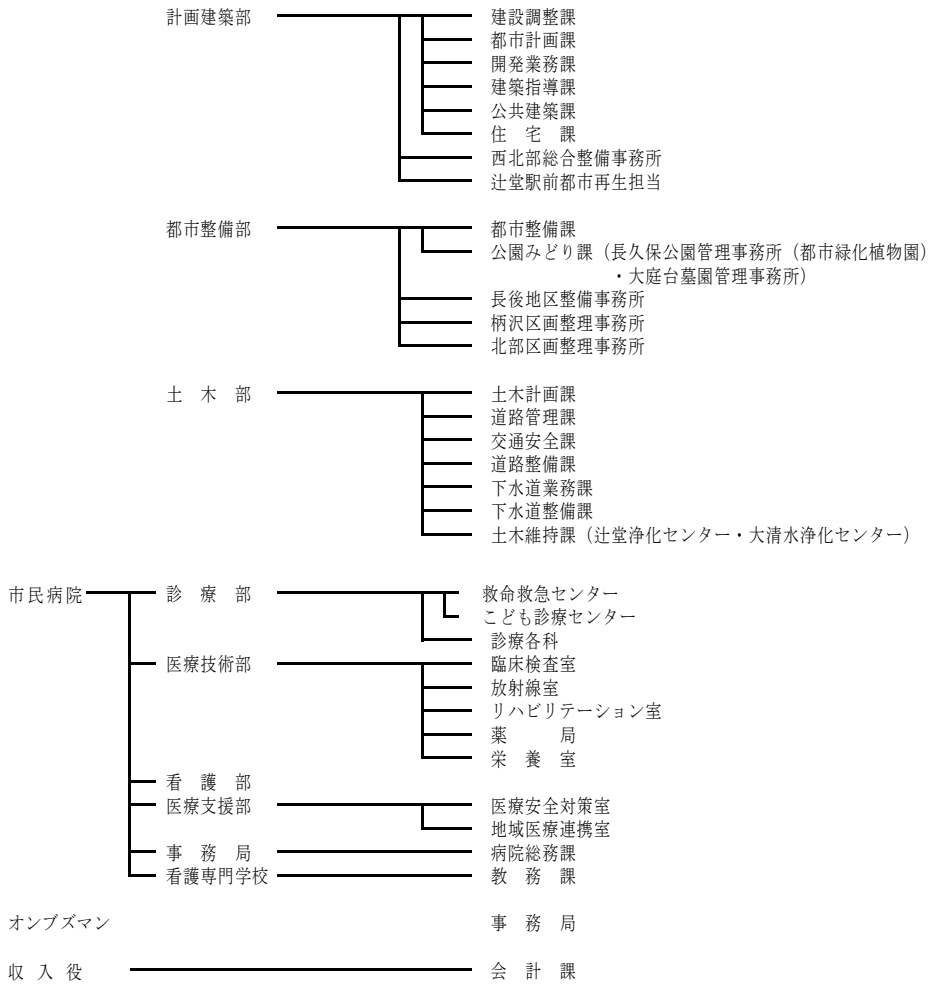 計画建築部 建設調整課
都市計画課
開発業務課
建築指導課
公共建築課
住　宅　課
西北部総合整備事務所
辻堂駅前都市再生担当
都市整備部 都市整備課
公園みどり課（長久保公園管理事務所（都市緑化植物園）
・大庭台墓園管理事務所）
長後地区整備事務所
柄沢区画整理事務所
北部区画整理事務所
土　木　部 土木計画課
道路管理課
交通安全課
道路整備課
下水道業務課
下水道整備課
土木維持課（辻堂浄化センター・大清水浄化センター）
市民病院 診　療　部 救命救急センター
こども診療センター
診療各科
医療技術部 臨床検査室
放射線室
リハビリテーション室
薬　　　局
栄　養　室
看　護　部
医療支援部 医療安全対策室
地域医療連携室
事　務　局 病院総務課
看護専門学校 教　務　課
オンブズマン 事　務　局
収　入　役 会　計　課